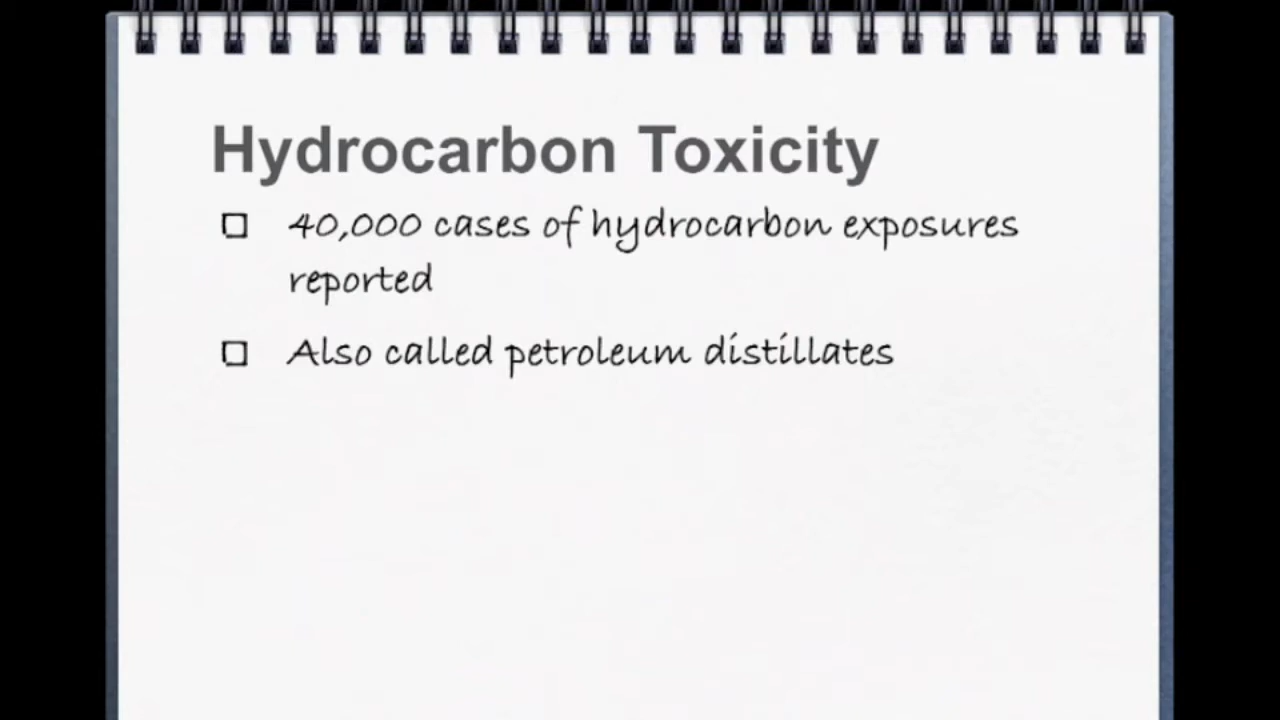 Hydrocarbon Toxicity
40,000 cases of hydrocarbon exposures
reported
Also called petroleum distillates